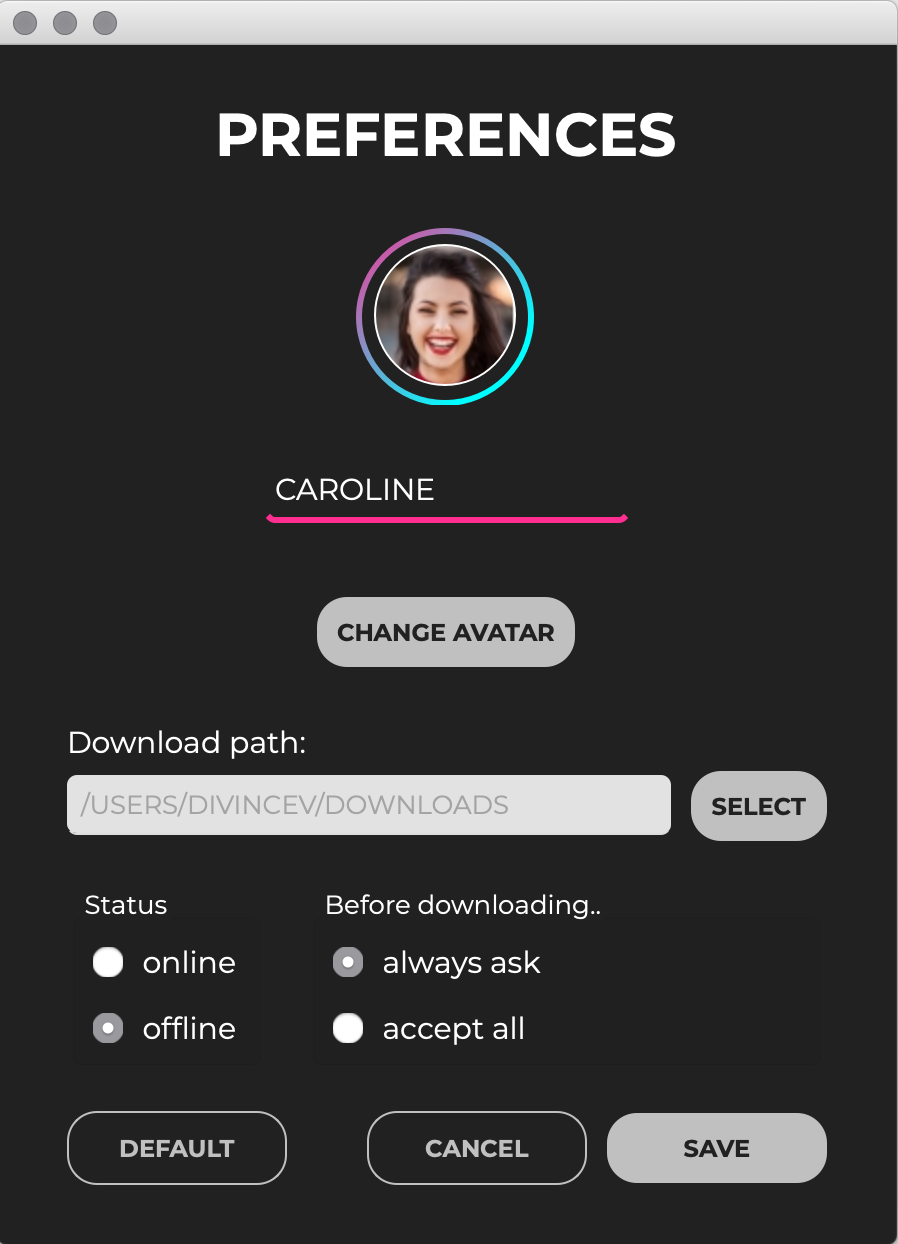 PREFERENCES
CAROLINE
CHANGE AVATAR
Download path:
/USERS/DIVINCEV/DOWNLOADS
SELECT
Status
Before downloading..
online
always ask
offline
accept all
DEFAULT
CANCEL
SAVE